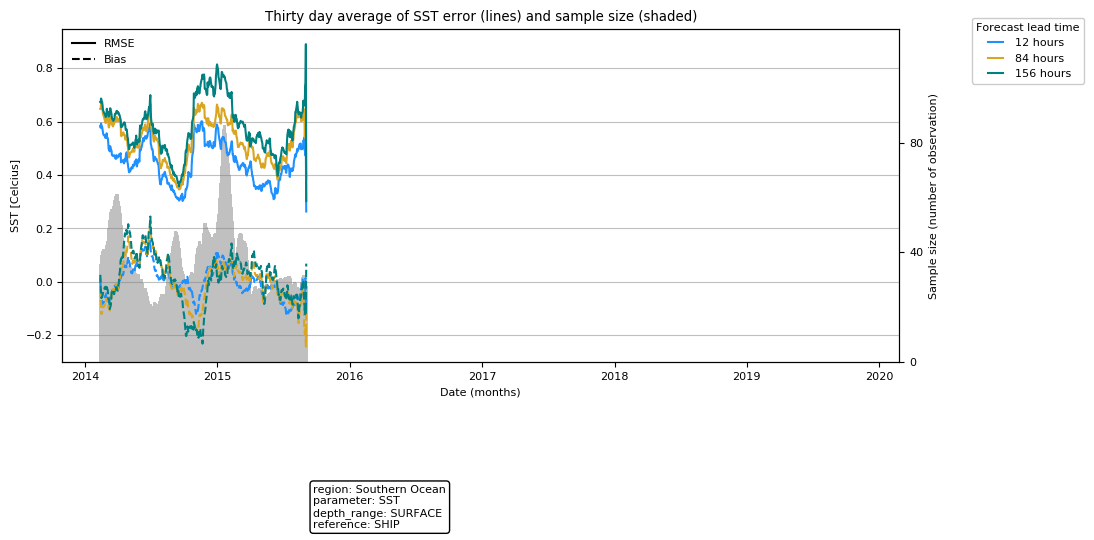 Thirty day average of SST error (lines) and sample size (shaded)
Forecast lead time
12 hours
84 hours
156 hours
RMSE
Bias
SST [Celcius]
0.8
0.6
0.4
0.2
0.0
−0.2
Sample size (number of observation)
80
40
0
2014
2015
2016
2017
2018
2019
2020
Date (months)
region: Southern Ocean
parameter: SST
depth_range: SURFACE
reference: SHIP